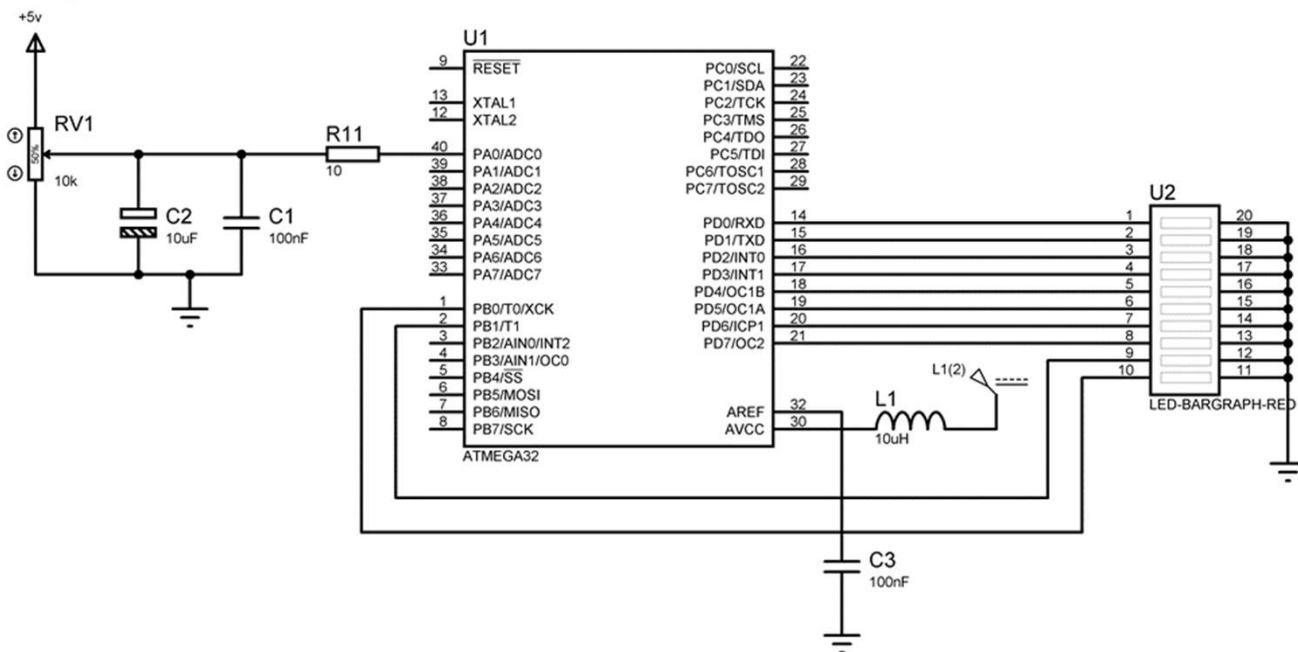 +5v
RV1
50%
10k
C2
10uF
C1
100nF
R11
10
U1
9 RESET
13 XTAL1
12 XTAL2
40 PA0/ADC0
39 PA1/ADC1
38 PA2/ADC2
37 PA3/ADC3
36 PA4/ADC4
35 PA5/ADC5
34 PA6/ADC6
33 PA7/ADC7
1 PB0/T0/XCK
2 PB1/T1
3 PB2/AIN0/INT2
4 PB3/AIN1/OC0
5 PB4/SS
6 PB5/MOSI
7 PB6/MISO
8 PB7/SCK
PC0/SCL 22
PC1/SDA 23
PC2/TCK 24
PC3/TMS 25
PC4/TDO 26
PC5/TDI 27
PC6/TOSC1 28
PC7/TOSC2 29
PD0/RXD 14
PD1/TXD 15
PD2/INT0 16
PD3/INT1 17
PD4/OC1B 18
PD5/OC1A 19
PD6/ICP1 20
PD7/OC2 21
AREF 32
AVCC 30
ATMEGA32
L1(2)
L1
10uH
C3
100nF
U2
1 20
2 19
3 18
4 17
5 16
6 15
7 14
8 13
9 12
10 11
LED-BARGRAPH-RED